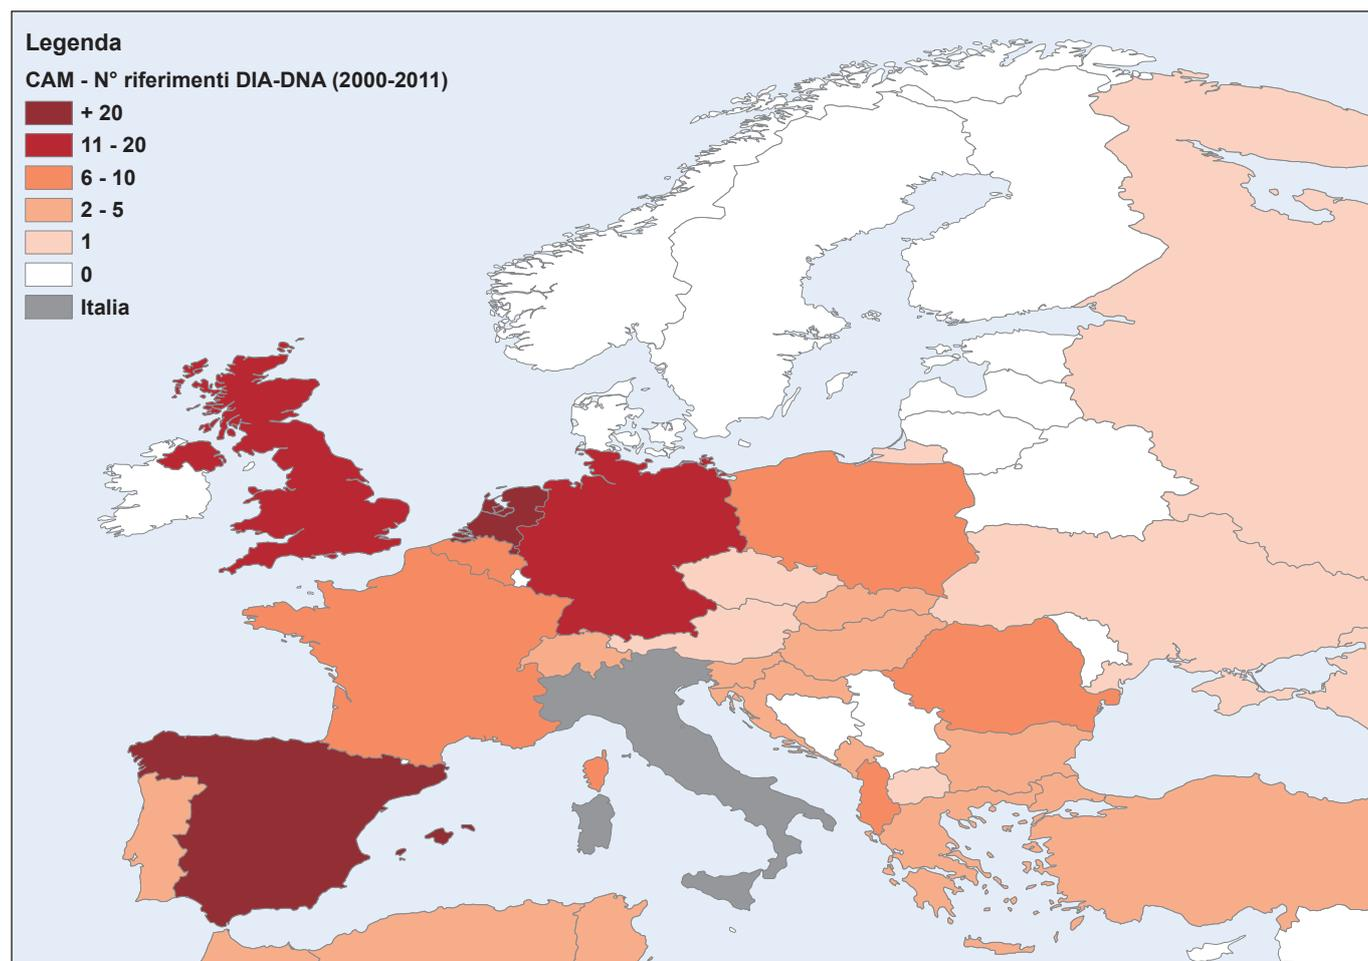 Legenda
CAM - N° riferimenti DIA-DNA (2000-2011)
+ 20
11 - 20
6 - 10
2 - 5
1
0
Italia